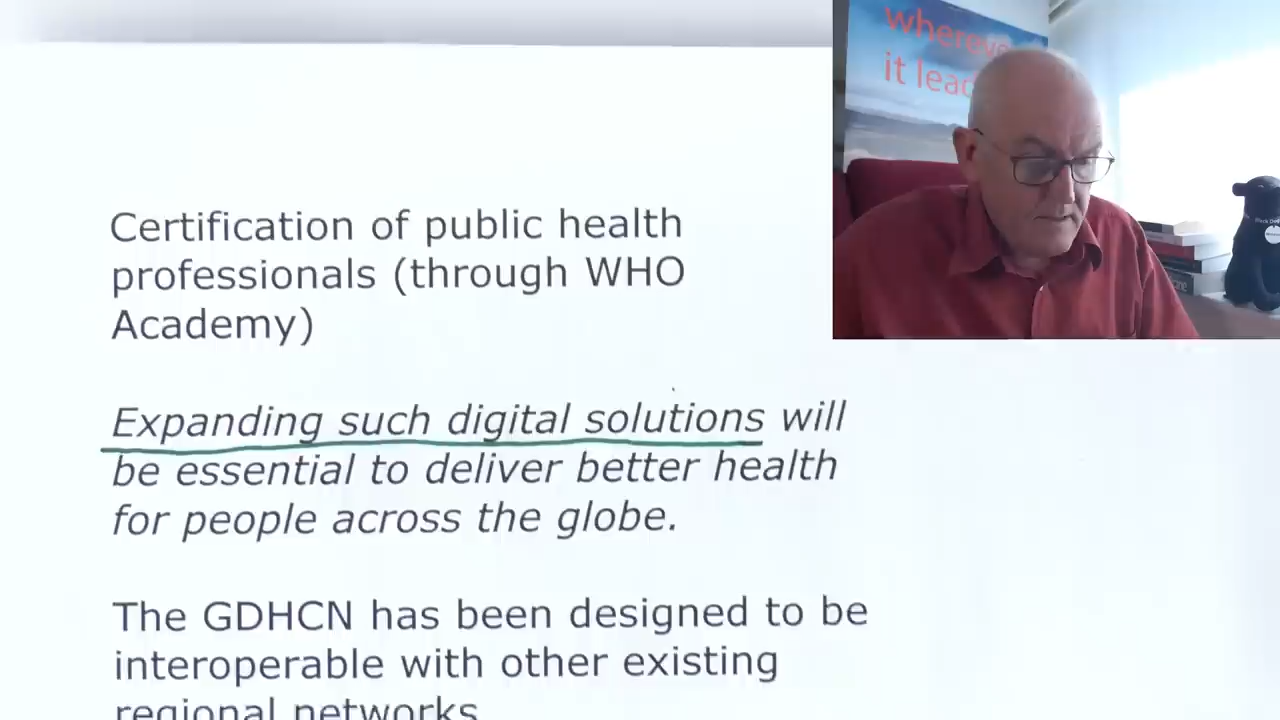 Certification of public health
professionals (through WHO
Academy)
Expanding such digital solutions will
be essential to deliver better health
for people across the globe.
The GDHCN has been designed to be
interoperable with other existing
regional networks
it